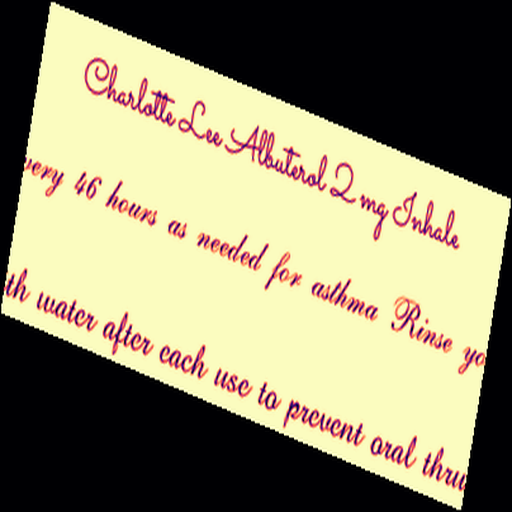 Charlotte Lee Albuterol 2 mg Inhale
very 46 hours as needed for asthma Rinse yo
th water after each use to prevent oral thru